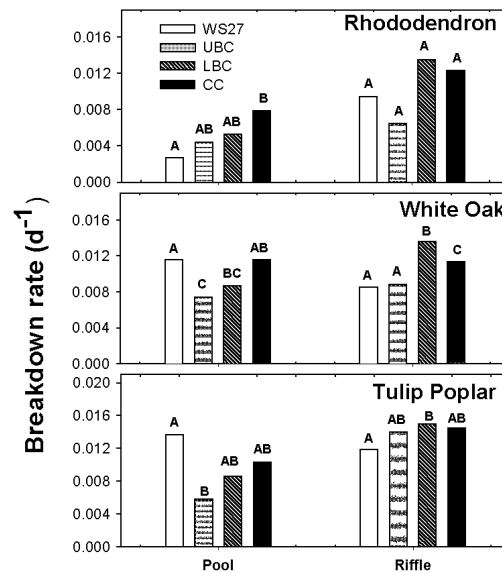 Rhododendron
0.016
0.012
0.008
0.004
0.000
WS27
UBC
LBC
CC
A AB AB B
A A A A
White Oak
0.016
0.012
0.008
0.004
0.000
A C BC AB
A A B C
Tulip Poplar
0.020
0.016
0.012
0.008
0.004
0.000
A B AB AB
A AB B AB
Breakdown rate (d-1)
Pool Riffle